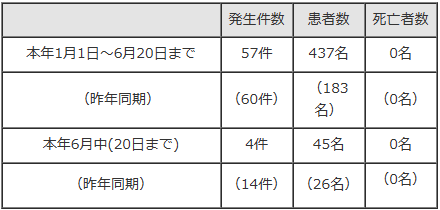 発生件数 患者数 死亡者数
本年1月1日～6月20日まで 57件 437名 0名
（昨年同期） （60件） （183名） （0名）
本年6月中(20日まで) 4件 45名 0名
（昨年同期） （14件） （26名） （0名）